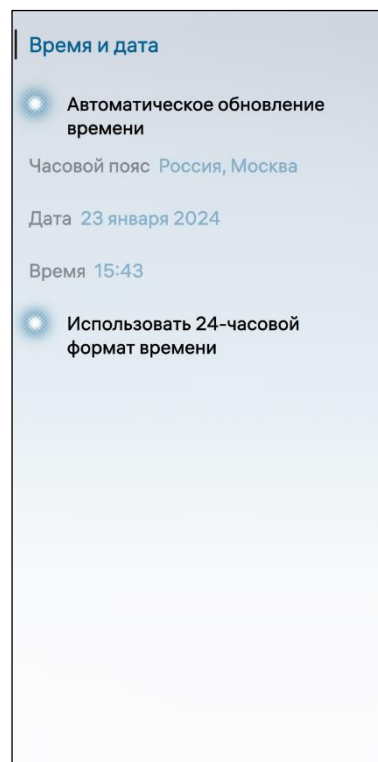 Время и дата
Автоматическое обновление
времени
Часовой пояс Россия, Москва
Дата 23 января 2024
Время 15:43
Использовать 24-часовой
формат времени